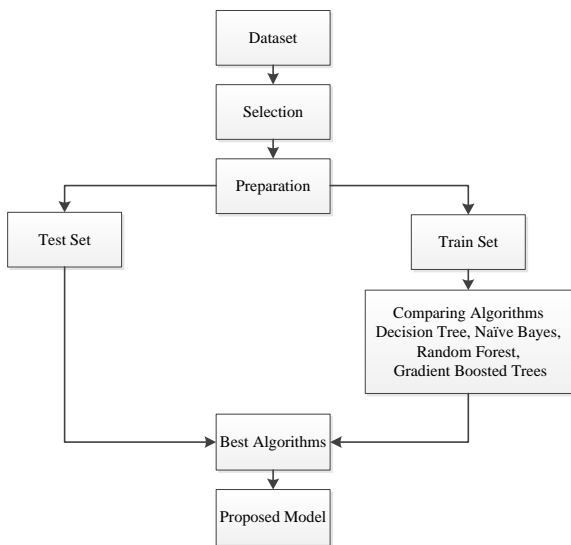 Dataset
Selection
Preparation
Test Set
Train Set
Comparing Algorithms
Decision Tree, Naïve Bayes,
Random Forest,
Gradient Boosted Trees
Best Algorithms
Proposed Model